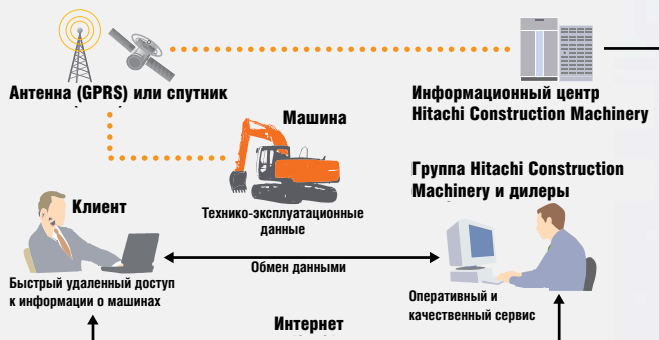 Антенна (GPRS) или спутник
Информационный центр
Hitachi Construction Machinery
Машина
Группа Hitachi Construction
Machinery и дилеры
Клиент
Технико-эксплуатационные
данные
Обмен данными
Быстрый удаленный доступ
к информации о машинах
Оперативный и
качественный сервис
Интернет